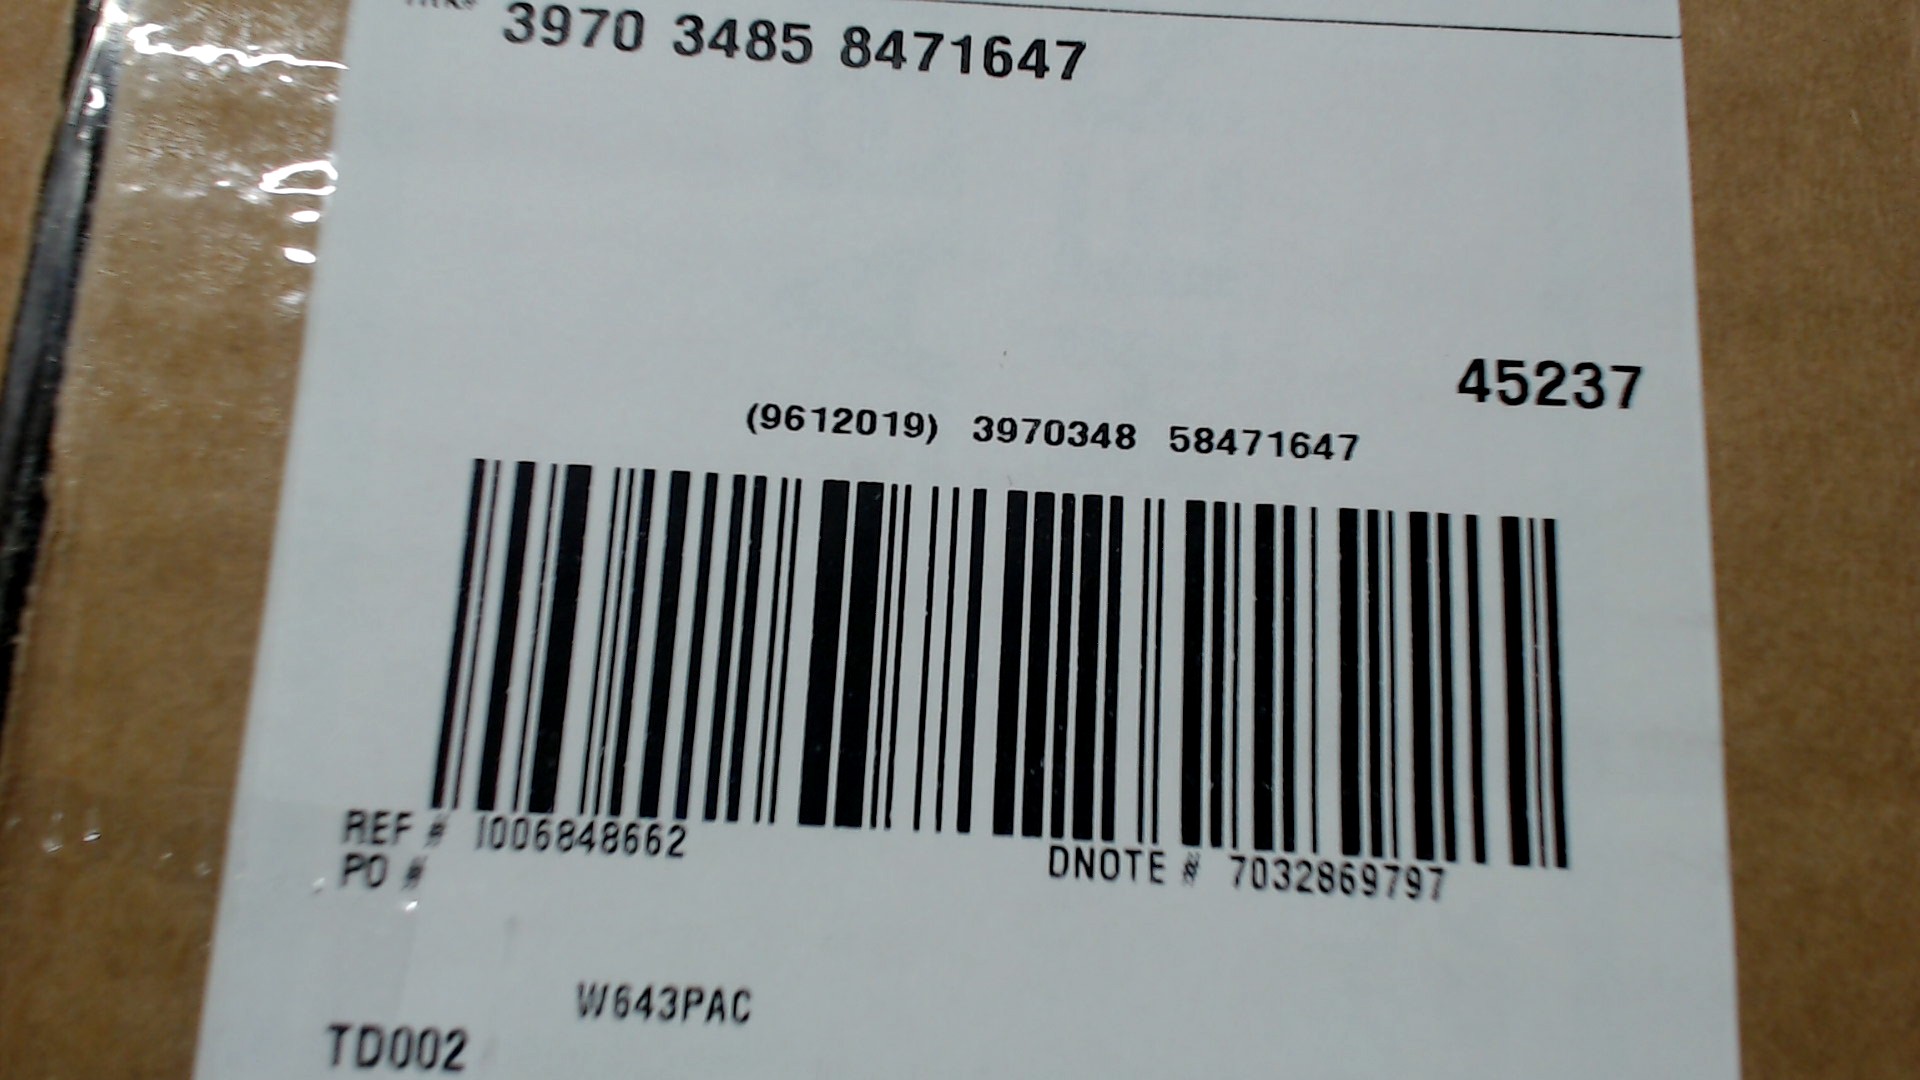 3970 3485 8471647
45237
(9612019) 3970348 58471647
REF # 1006848662
PO #
DNOTE # 7032869797
W643PAC
TD002